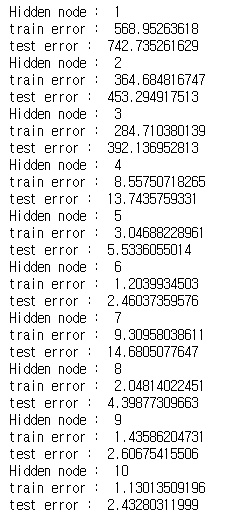 Hidden node : 1
train error : 568.95263618
test error : 742.735261629
Hidden node : 2
train error : 364.684816747
test error : 453.294917513
Hidden node : 3
train error : 284.710380139
test error : 392.136952813
Hidden node : 4
train error : 8.55750718265
test error : 13.7435759331
Hidden node : 5
train error : 3.04688228961
test error : 5.5336055014
Hidden node : 6
train error : 1.2039934503
test error : 2.46037359576
Hidden node : 7
train error : 9.30958038611
test error : 14.6805077647
Hidden node : 8
train error : 2.04814022451
test error : 4.39877309663
Hidden node : 9
train error : 1.43586204731
test error : 2.60675415506
Hidden node : 10
train error : 1.13013509196
test error : 2.43280311999